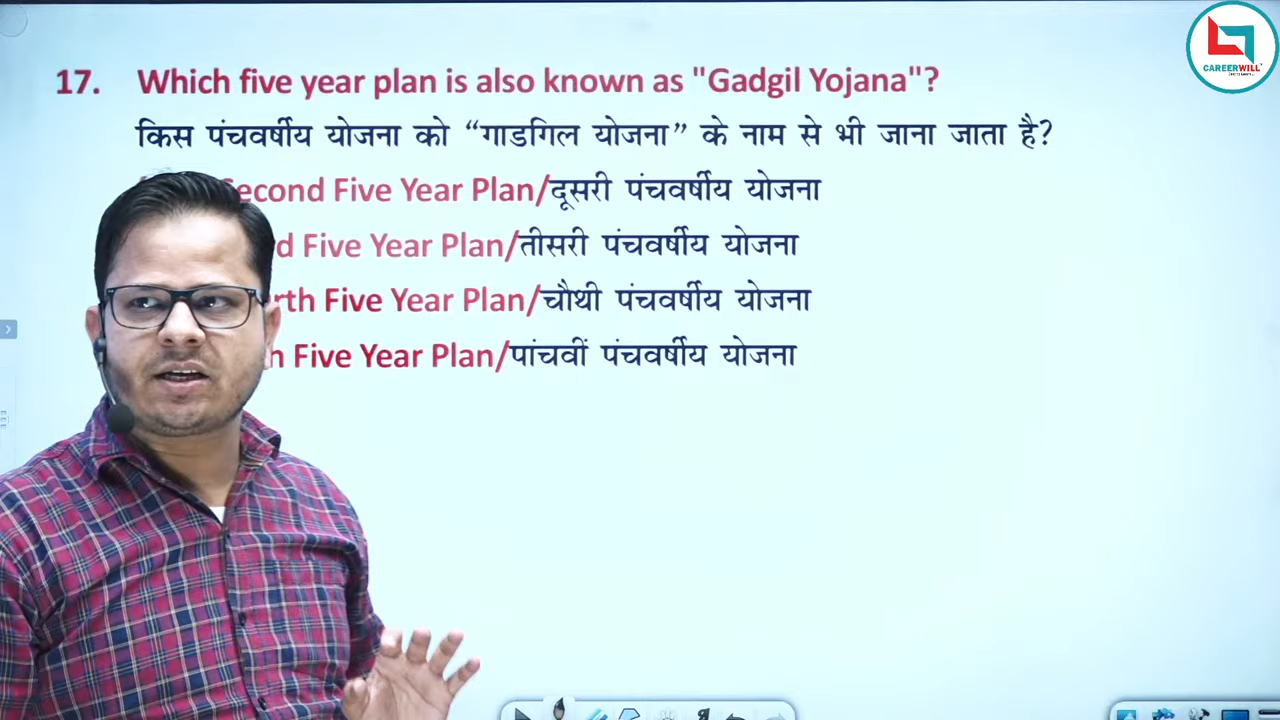 CAREERWILL
17. Which five year plan is also known as "Gadgil Yojana"?
किस पंचवर्षीय योजना को “गाडगिल योजना” के नाम से भी जाना जाता है?
Second Five Year Plan/दूसरी पंचवर्षीय योजना
Five Year Plan/तीसरी पंचवर्षीय योजना
Five Year Plan/चौथी पंचवर्षीय योजना
Five Year Plan/पांचवीं पंचवर्षीय योजना